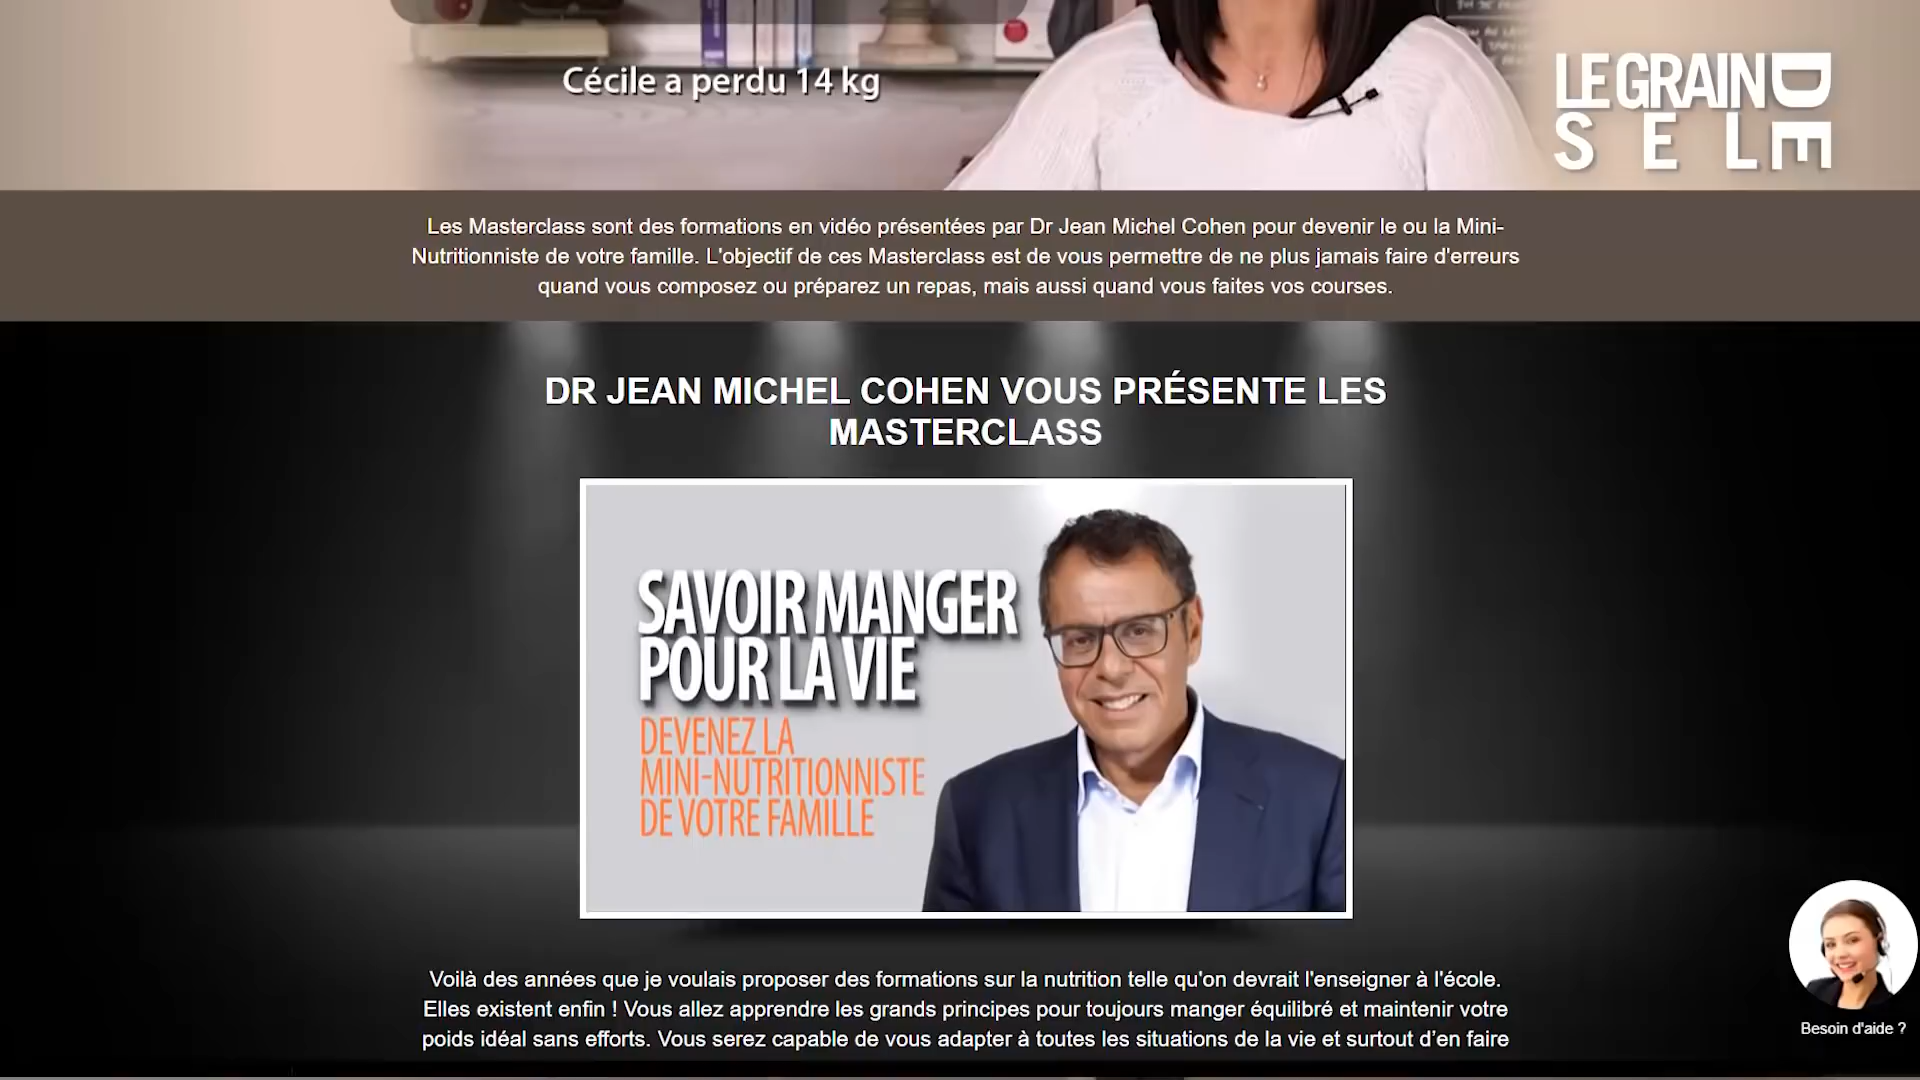 Cécile a perdu 14 kg
LE GRAIN DE
SEL
Les Masterclass sont des formations en vidéo présentées par Dr Jean Michel Cohen pour devenir le ou la Mini-
Nutritionniste de votre famille. L'objectif de ces Masterclass est de vous permettre de ne plus jamais faire d'erreurs
quand vous composez ou préparez un repas, mais aussi quand vous faites vos courses.
DR JEAN MICHEL COHEN VOUS PRÉSENTE LES
MASTERCLASS
SAVOIR MANGER
POUR LA VIE
DEVENEZ LA
MINI-NUTRITIONNISTE
DE VOTRE FAMILLE
Voilà des années que je voulais proposer des formations sur la nutrition telle qu'on devrait l'enseigner à l'école.
Elles existent enfin ! Vous allez apprendre les grands principes pour toujours manger équilibré et maintenir votre
poids idéal sans efforts. Vous serez capable de vous adapter à toutes les situations de la vie et surtout d’en faire
Besoin d'aide ?